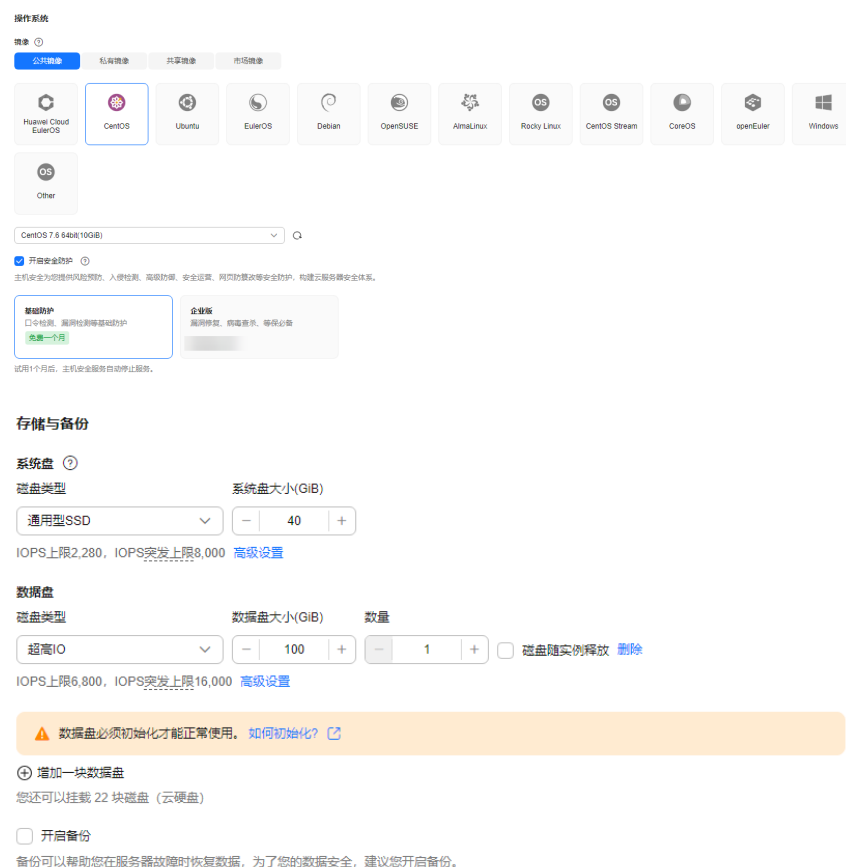 操作系统
镜像
公共镜像 私有镜像 共享镜像 市场镜像
Huawei Cloud EulerOS CentOS Ubuntu EulerOS Debian OpenSUSE AlmaLinux Rocky Linux CentOS Stream CoreOS openEuler Windows
Other
CentOS 7.6 64bit(10GiB)
开启安全防护
主机安全为您提供风险预防、入侵检测、高级防御、安全运营、网页防篡改等安全防护，构建云服务器安全体系。
基础防护 企业版
口令检测、漏洞检测等基础防护 漏洞修复、病毒查杀、等保必备
免费一个月
试用1个月后，主机安全服务自动停止服务。
存储与备份
系统盘
磁盘类型 系统盘大小(GiB)
通用型SSD − 40 +
IOPS上限2,280，IOPS突发上限8,000 高级设置
数据盘
磁盘类型 数据盘大小(GiB) 数量
超高IO − 100 + − 1 + 磁盘随实例释放 删除
IOPS上限6,800，IOPS突发上限16,000 高级设置
数据盘必须初始化才能正常使用。 如何初始化?
增加一块数据盘
您还可以挂载 22 块磁盘（云硬盘）
开启备份
备份可以帮助您在服务器故障时恢复数据，为了您的数据安全，建议您开启备份。